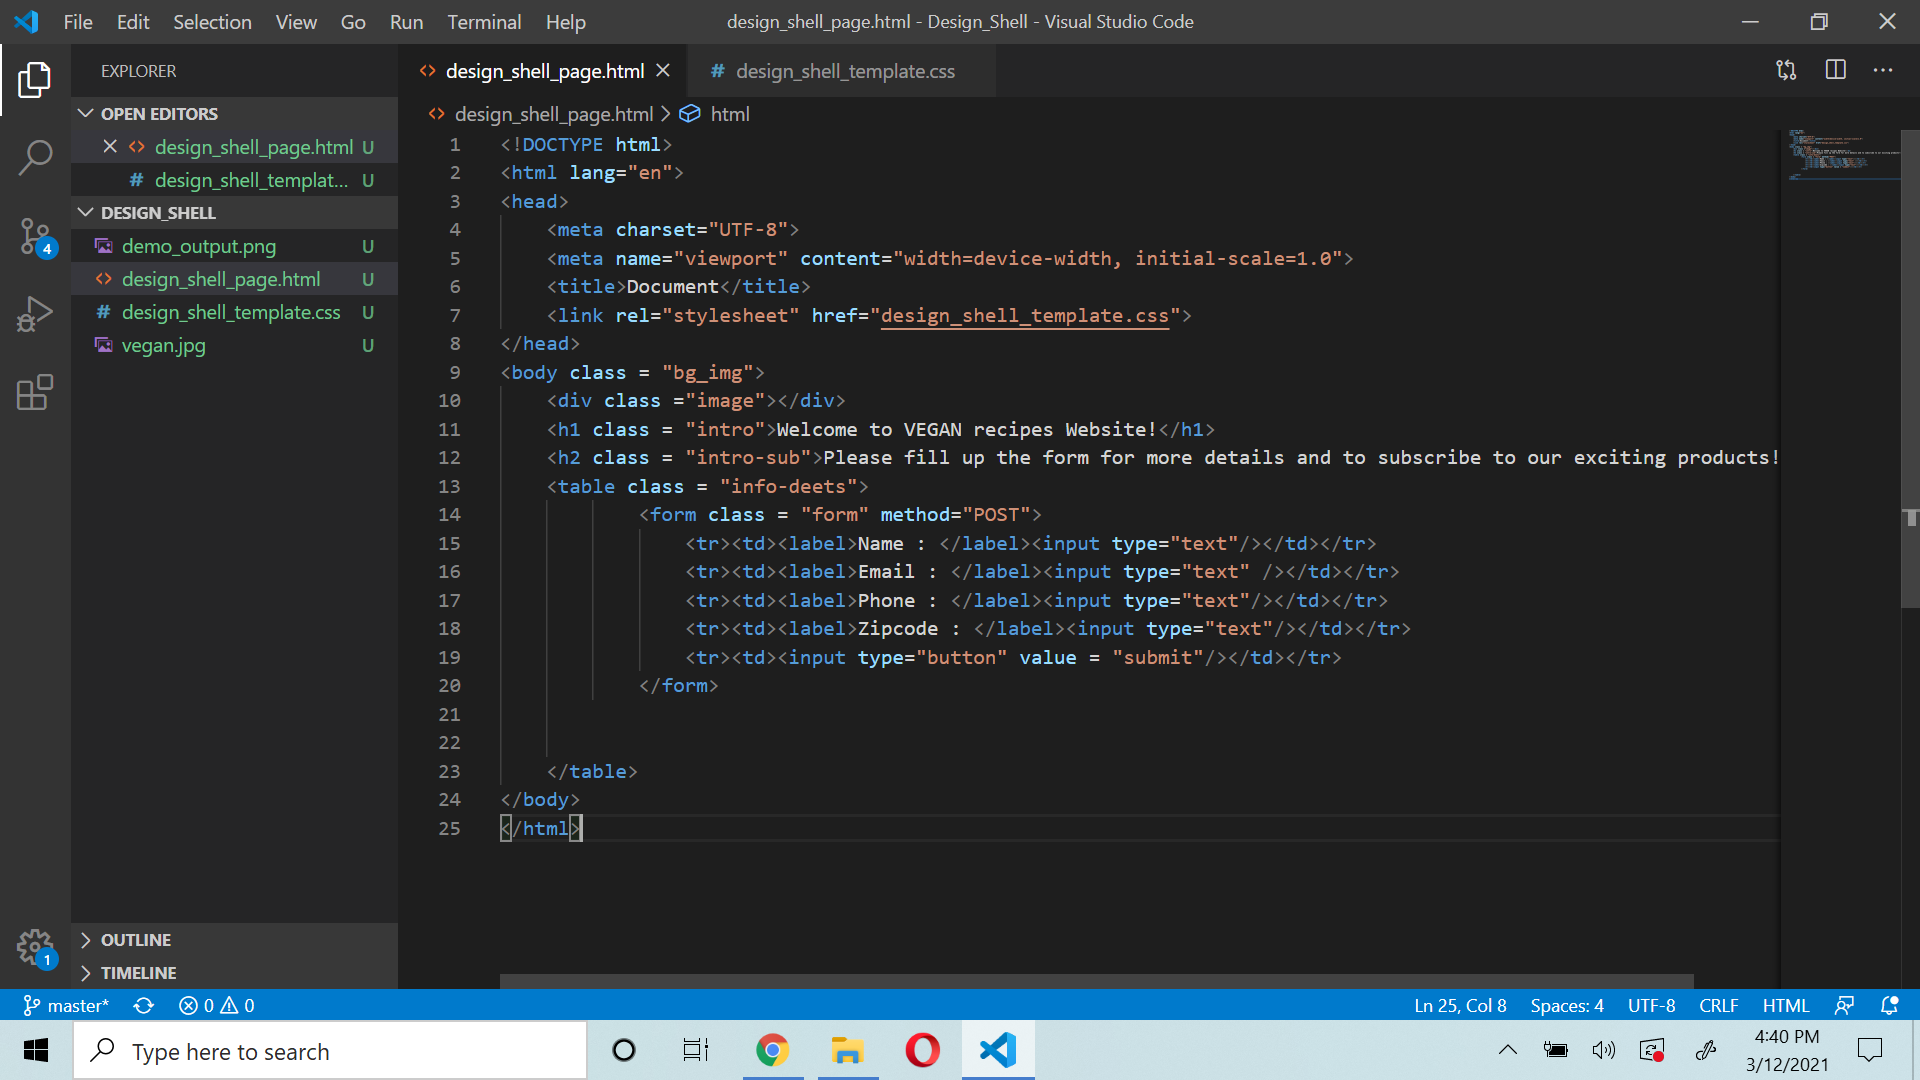 File Edit Selection View Go Run Terminal Help
design_shell_page.html - Design_Shell - Visual Studio Code
EXPLORER
OPEN EDITORS
design_shell_page.html U
# design_shell_templat... U
DESIGN_SHELL
demo_output.png U
design_shell_page.html U
# design_shell_template.css U
vegan.jpg U
4
OUTLINE
TIMELINE
1
design_shell_page.html
# design_shell_template.css
design_shell_page.html > html
1 <!DOCTYPE html>
2 <html lang="en">
3 <head>
4 <meta charset="UTF-8">
5 <meta name="viewport" content="width=device-width, initial-scale=1.0">
6 <title>Document</title>
7 <link rel="stylesheet" href="design_shell_template.css">
8 </head>
9 <body class = "bg_img">
10 <div class ="image"></div>
11 <h1 class = "intro">Welcome to VEGAN recipes Website!</h1>
12 <h2 class = "intro-sub">Please fill up the form for more details and to subscribe to our exciting products!
13 <table class = "info-deets">
14 <form class = "form" method="POST">
15 <tr><td><label>Name : </label><input type="text"/></td></tr>
16 <tr><td><label>Email : </label><input type="text" /></td></tr>
17 <tr><td><label>Phone : </label><input type="text"/></td></tr>
18 <tr><td><label>Zipcode : </label><input type="text"/></td></tr>
19 <tr><td><input type="button" value = "submit"/></td></tr>
20 </form>
21
22
23 </table>
24 </body>
25 </html>
master* 0 0
Ln 25, Col 8 Spaces: 4 UTF-8 CRLF HTML
Type here to search
4:40 PM
3/12/2021